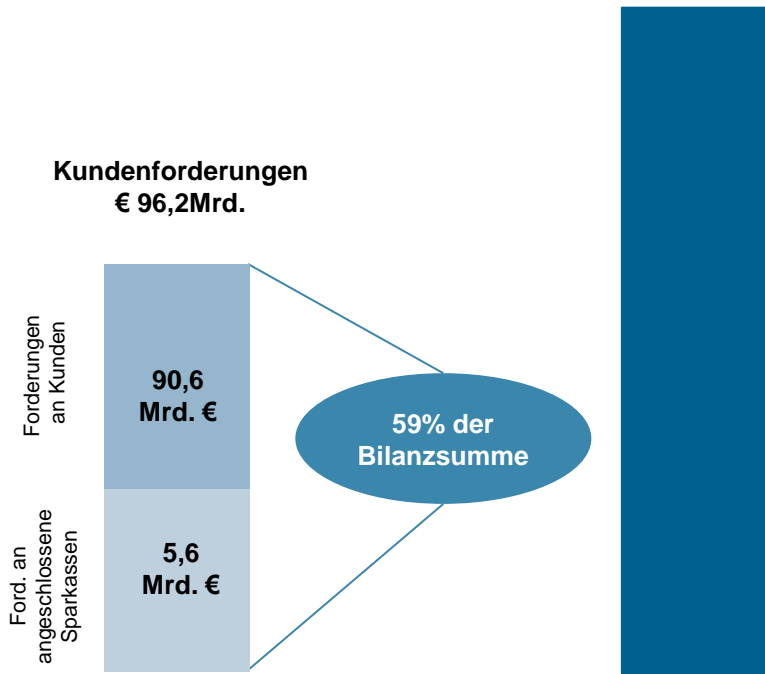 Kundenforderungen
€ 96,2Mrd.
Forderungen
an Kunden
90,6
Mrd. €
59% der
Bilanzsumme
Ford. an
angeschlossene
Sparkassen
5,6
Mrd. €